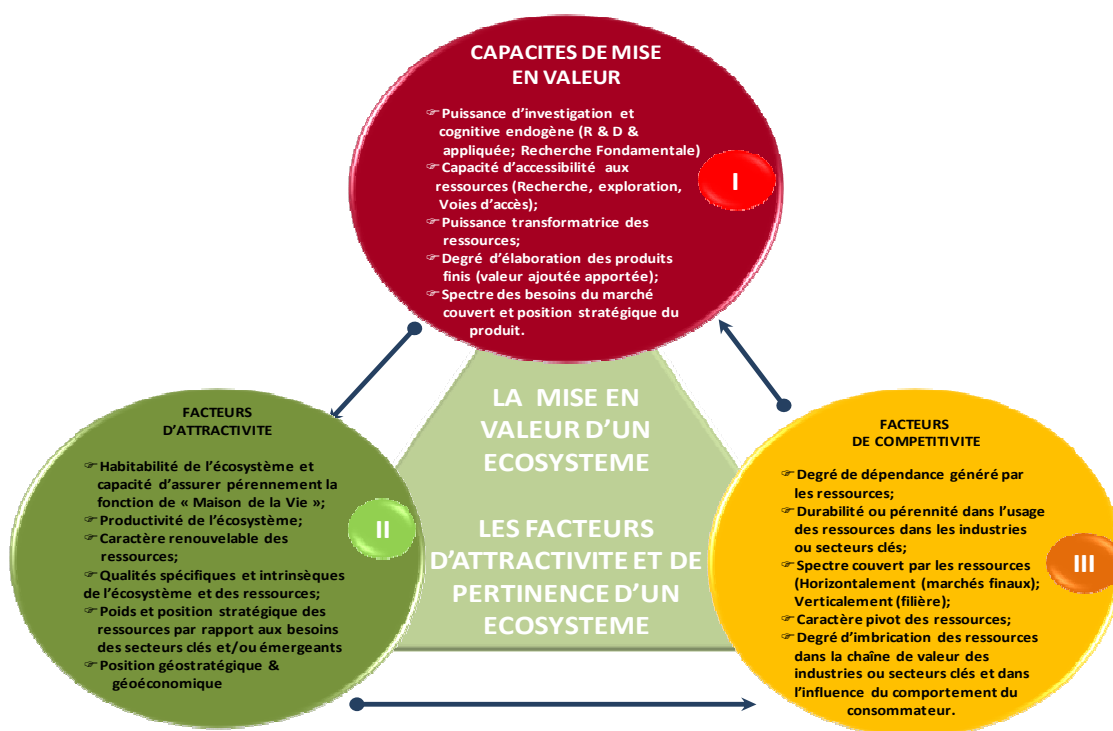 CAPACITES DE MISE
EN VALEUR
☞Puissance d'investigation et
cognitive endogène (R & D &
appliquée; Recherche Fondamentale)
☞Capacité d'accessibilité aux
ressources (Recherche, exploration,
Voies d'accès);
☞Puissance transformatrice des
ressources;
☞Degré d'élaboration des produits
finis (valeur ajoutée apportée);
☞Spectre des besoins du marché
couvert et position stratégique du
produit.
I
FACTEURS
D'ATTRACTIVITE
☞Habitabilité de l'écosystème et
capacité d'assurer pérennement la
fonction de « Maison de la Vie »;
☞Productivité de l'écosystème;
☞Caractère renouvelable des
ressources;
☞Qualités spécifiques et intrinsèques
de l'écosystème et des ressources;
☞Poids et position stratégique des
ressources par rapport aux besoins
des secteurs clés et/ou émergeants
☞Position géostratégique &
géoéconomique
II
LA MISE EN
VALEUR D'UN
ECOSYSTEME
LES FACTEURS
D'ATTRACTIVITE ET DE
PERTINENCE D'UN
ECOSYSTEME
FACTEURS
DE COMPETITIVITE
☞Degré de dépendance généré par
les ressources;
☞Durabilité ou pérennité dans l'usage
des ressources dans les industries
ou secteurs clés;
☞Spectre couvert par les ressources
(Horizontalement (marchés finaux);
Verticalement (filière);
☞Caractère pivot des ressources;
☞Degré d'imbrication des ressources
dans la chaîne de valeur des
industries ou secteurs clés et dans
l'influence du comportement du
consommateur.
III